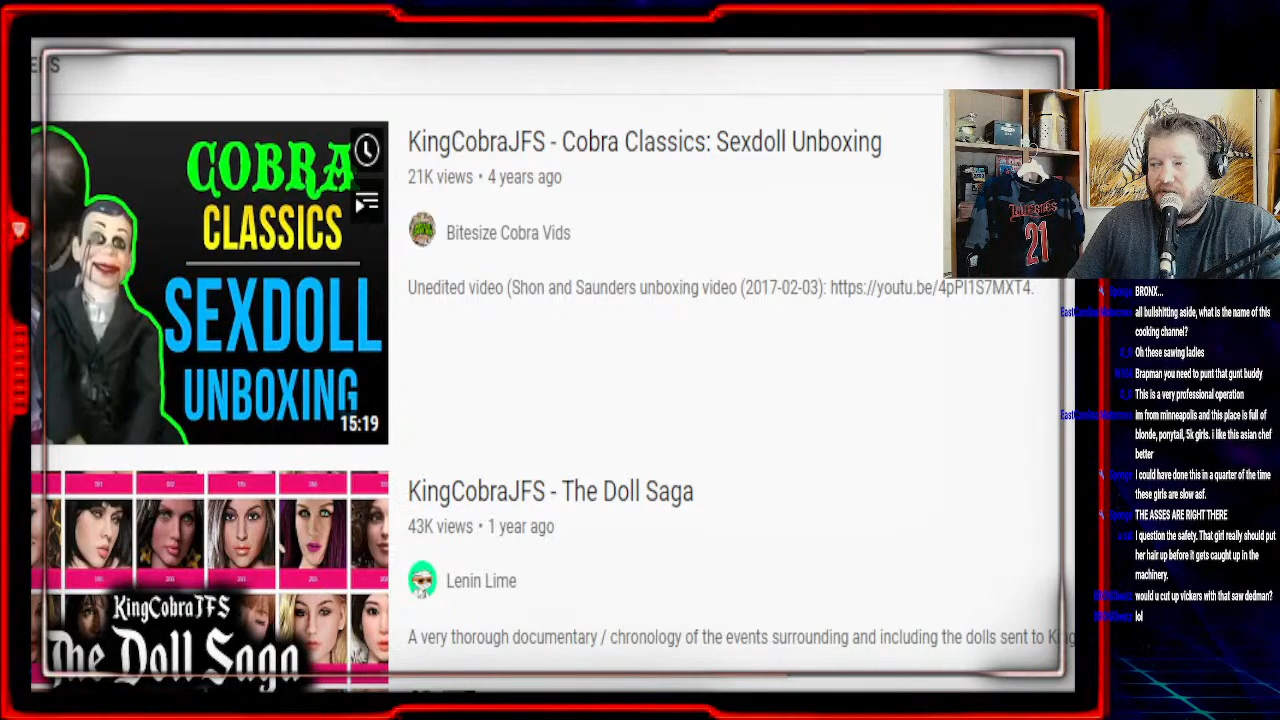 COBRA
CLASSICS
SEXDOLL
UNBOXING
15:19
KingCobraJFS - Cobra Classics: Sexdoll Unboxing
21K views • 4 years ago
Bitesize Cobra Vids
Unedited video (Shon and Saunders unboxing video (2017-02-03): https://youtu.be/4pPI1S7MXT4.
KingCobraJFS
The Doll Saga
KingCobraJFS - The Doll Saga
43K views • 1 year ago
Lenin Lime
A very thorough documentary / chronology of the events surrounding and including the dolls sent to King
21
BRONX...
all bullshitting aside, what is the name of this
cooking channel?
Oh these sawing ladies
Brapman you need to punt that gunt buddy
This is a very professional operation
im from minneapolis and this place is full of
blonde, ponytail, 5k girls. i like this asian chef
better
I could have done this in a quarter of the time
these girls are slow asf.
THE ASSES ARE RIGHT THERE
I question the safety. That girl really should put
her hair up before it gets caught up in the
machinery.
would u cut up vickers with that saw dedman?
lol